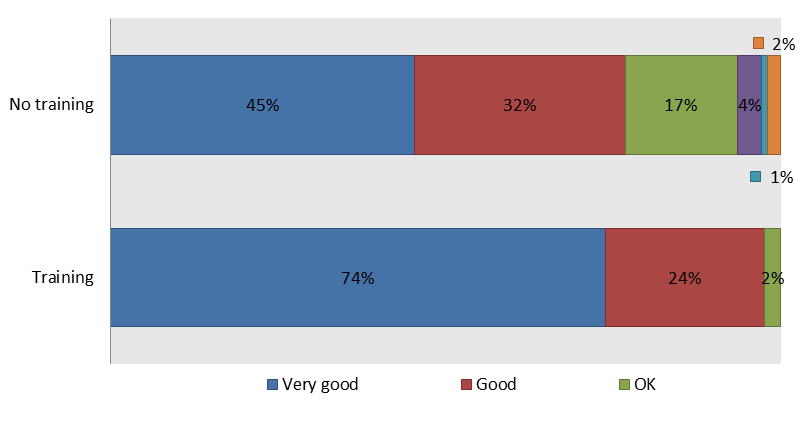 2%
No training
45%
32%
17%
4%
1%
Training
74%
24%
2%
Very good
Good
OK